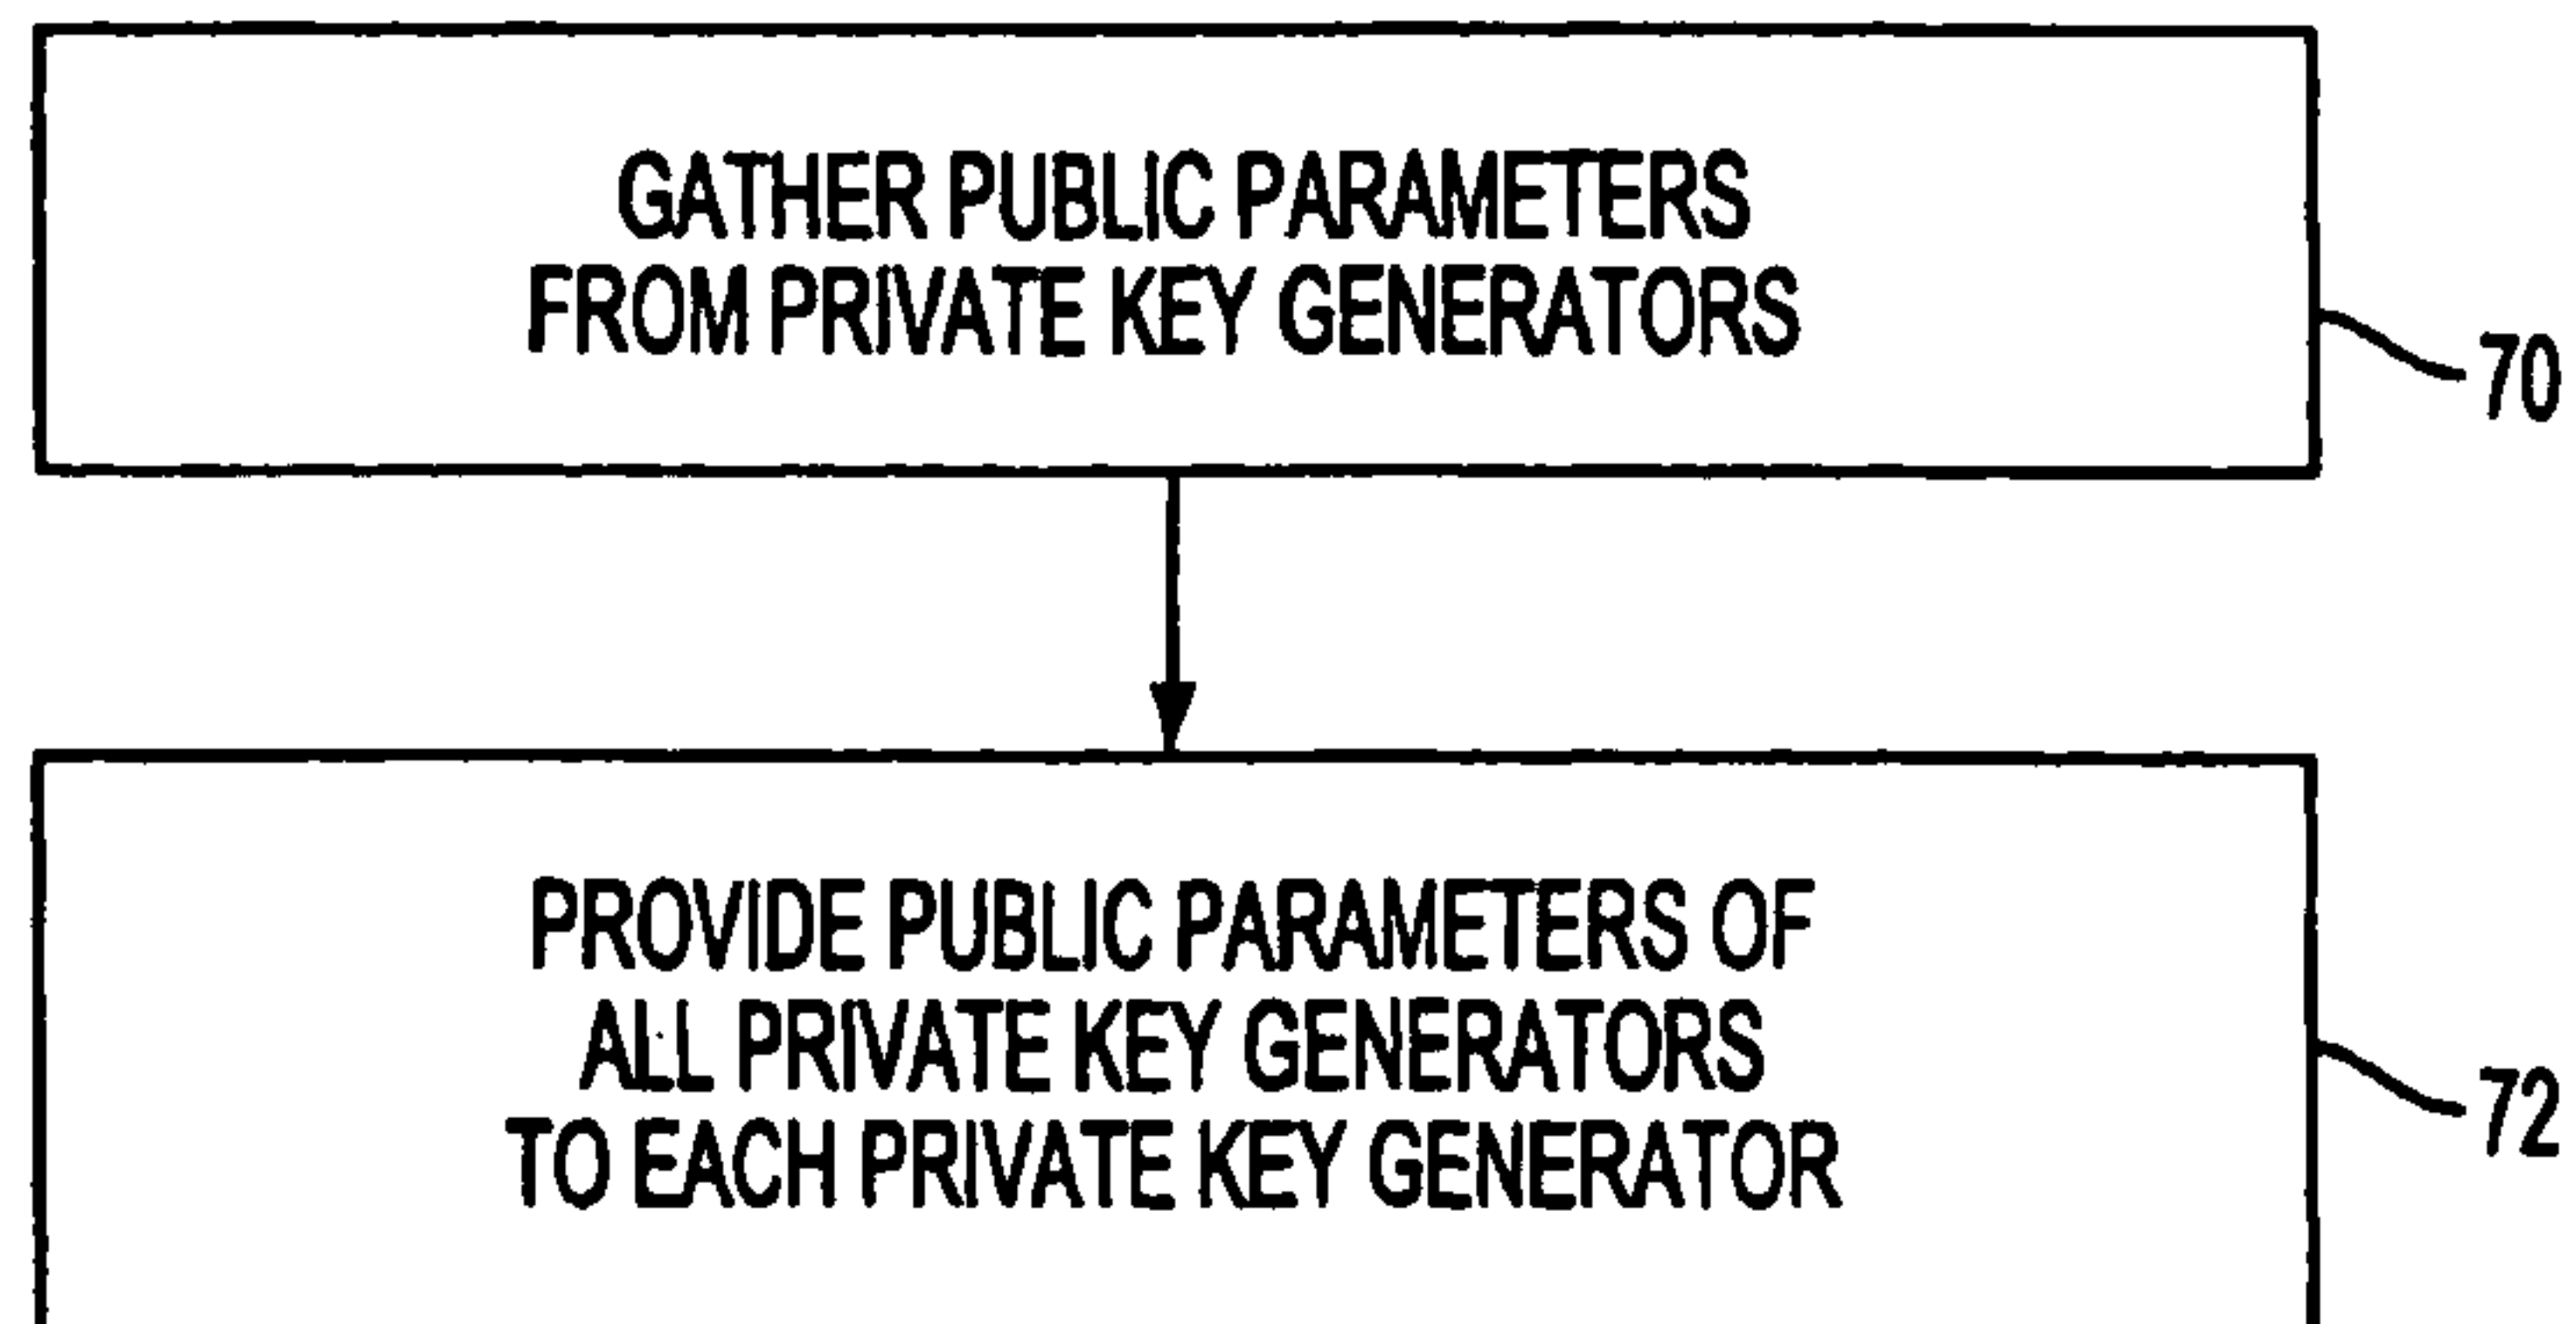 GATHER PUBLIC PARAMETERS
FROM PRIVATE KEY GENERATORS
70
PROVIDE PUBLIC PARAMETERS OF
ALL PRIVATE KEY GENERATORS
TO EACH PRIVATE KEY GENERATOR
72